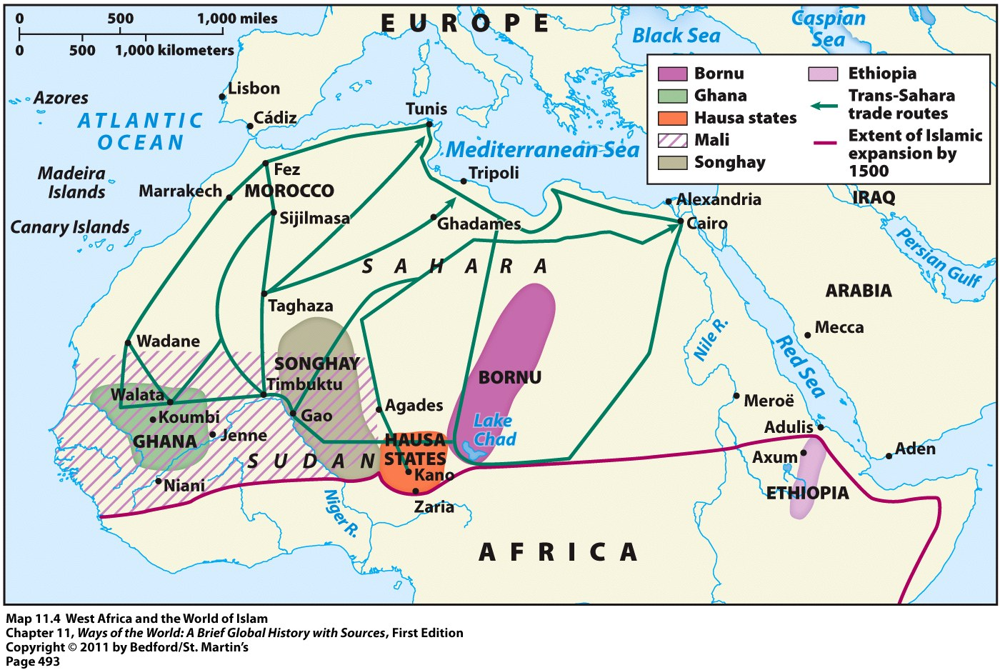 0 500 1,000 miles
0 500 1,000 kilometers
EUROPE
Black Sea
Caspian
Sea
Bornu
Ghana
Hausa states
Mali
Songhay
Ethiopia
Trans-Sahara
trade routes
Extent of Islamic
expansion by
1500
Azores
ATLANTIC
OCEAN
Lisbon
Cádiz
Tunis
Mediterranean Sea
Tripoli
Madeira
Islands
Fez
Marrakech
MOROCCO
Sijilmasa
Canary Islands
Ghadames
Alexandria
Cairo
IRAQ
Persian Gulf
SAHARA
ARABIA
Taghaza
Mecca
Wadane
Nile R.
Red Sea
SONGHAY
Timbuktu
BORNU
Walata
Koumbi
GHANA
Jenne
Gao
Agades
Lake
Chad
Meroë
Adulis
HAUSA
STATES
SUDAN
Kano
Axum
Aden
Niani
ETHIOPIA
Zaria
Niger R.
AFRICA
Map 11.4 West Africa and the World of Islam
Chapter 11, Ways of the World: A Brief Global History with Sources, First Edition
Copyright © 2011 by Bedford/St. Martin's
Page 493